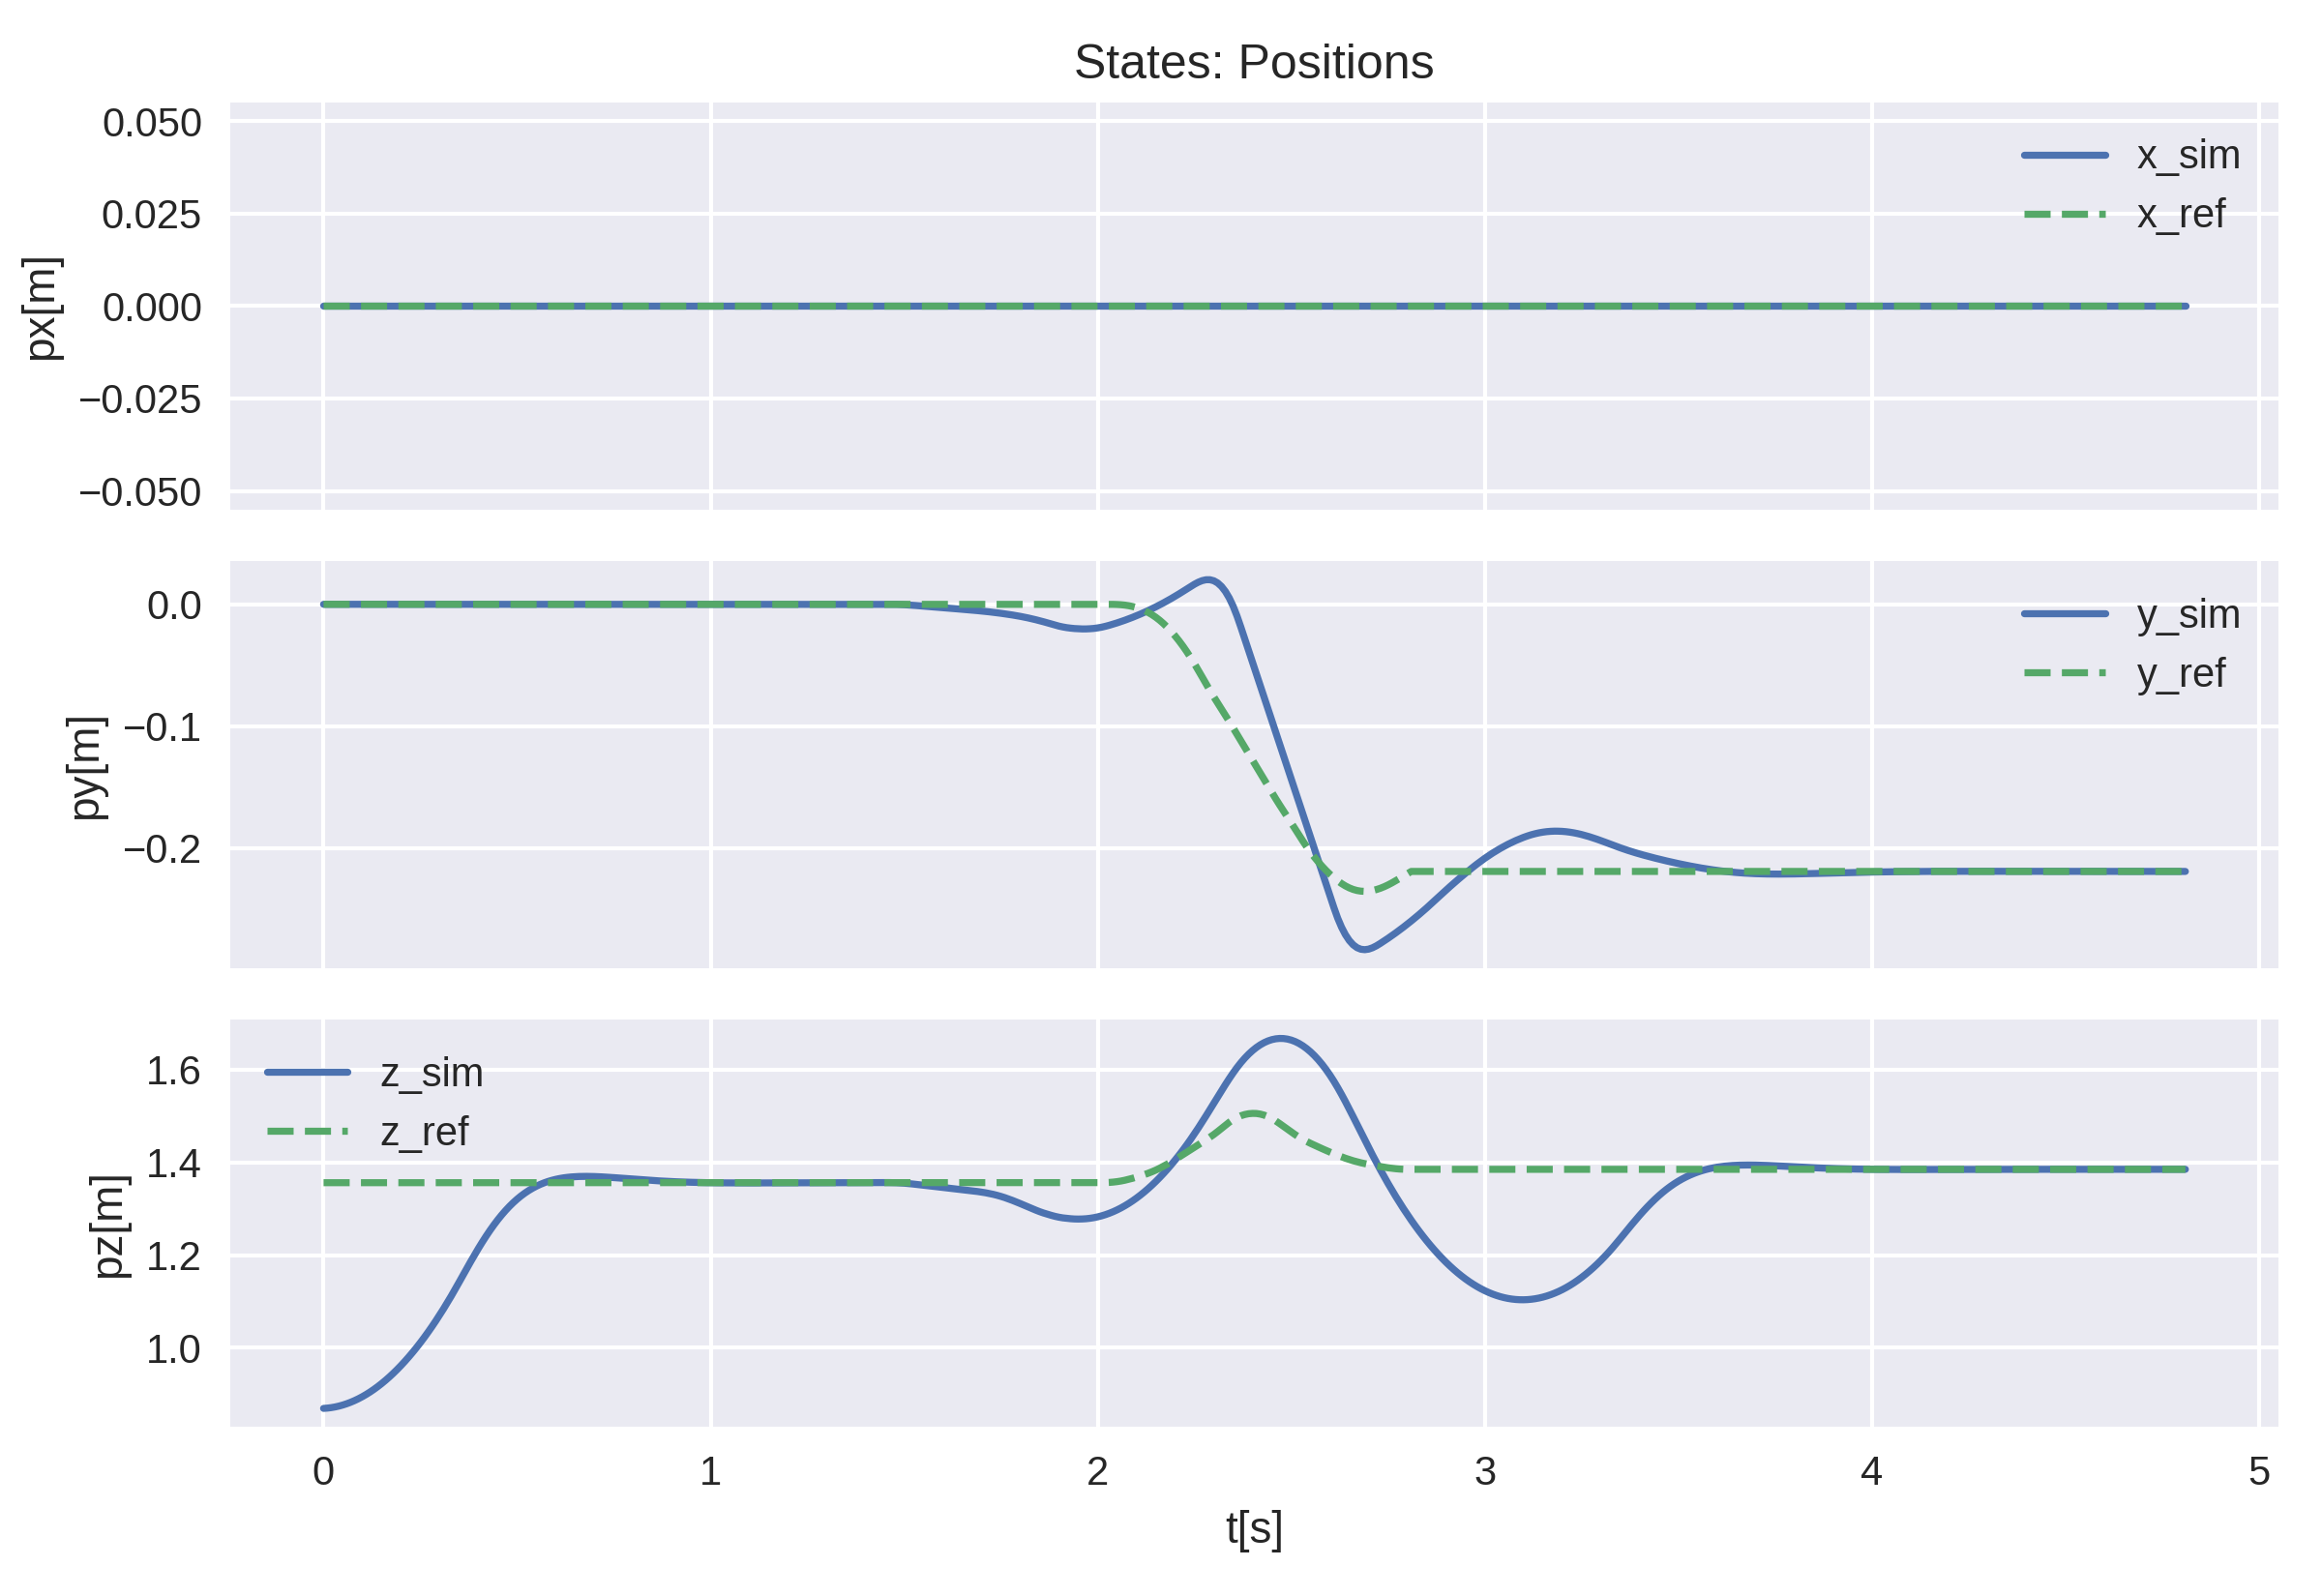 States: Positions
px[m]
0.050
0.025
0.000
−0.025
−0.050
x_sim
x_ref
py[m]
0.0
−0.1
−0.2
y_sim
y_ref
pz[m]
1.6
1.4
1.2
1.0
z_sim
z_ref
0 1 2 3 4 5
t[s]